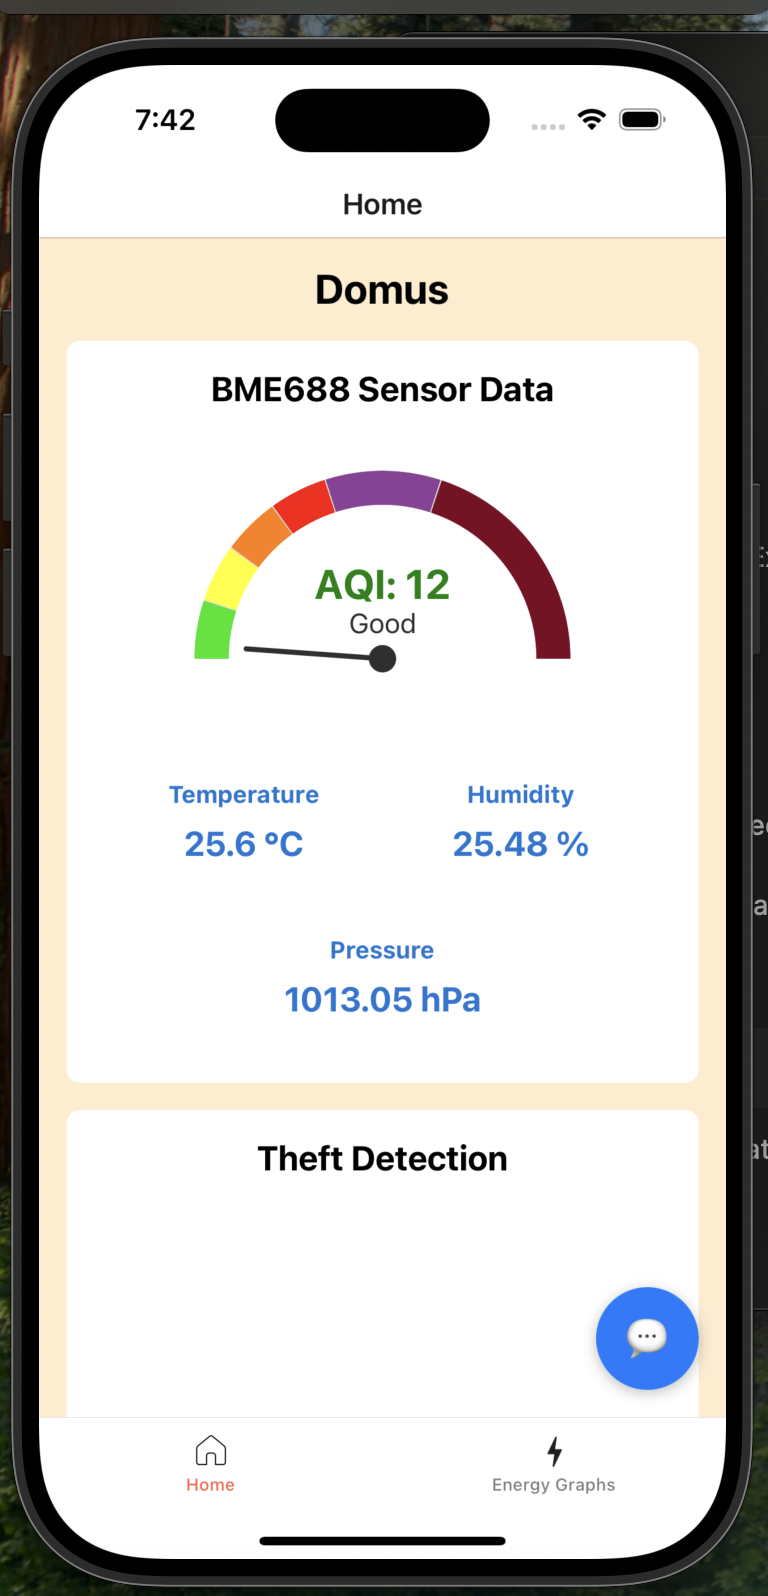 7:42
Home
Domus
BME688 Sensor Data
AQI: 12
Good
Temperature
Humidity
25.6 °C
25.48 %
Pressure
1013.05 hPa
Theft Detection
Home
Energy Graphs